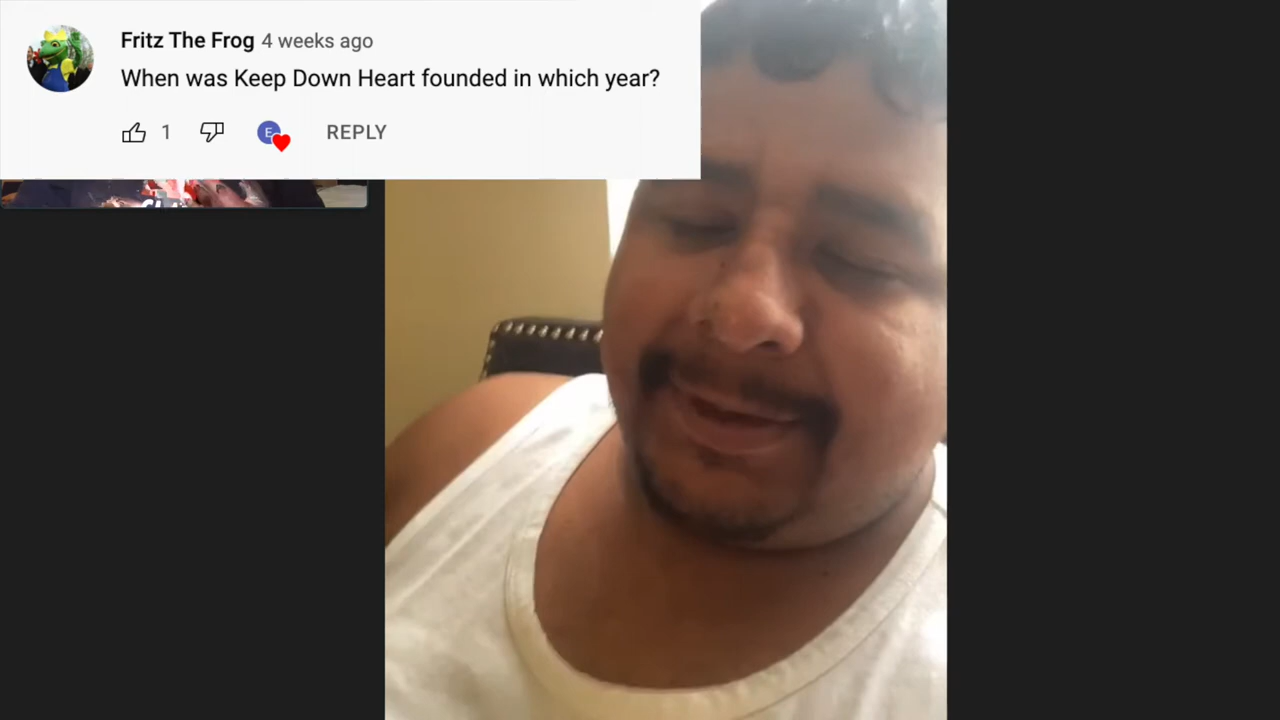 Fritz The Frog 4 weeks ago
When was Keep Down Heart founded in which year?
1 E REPLY